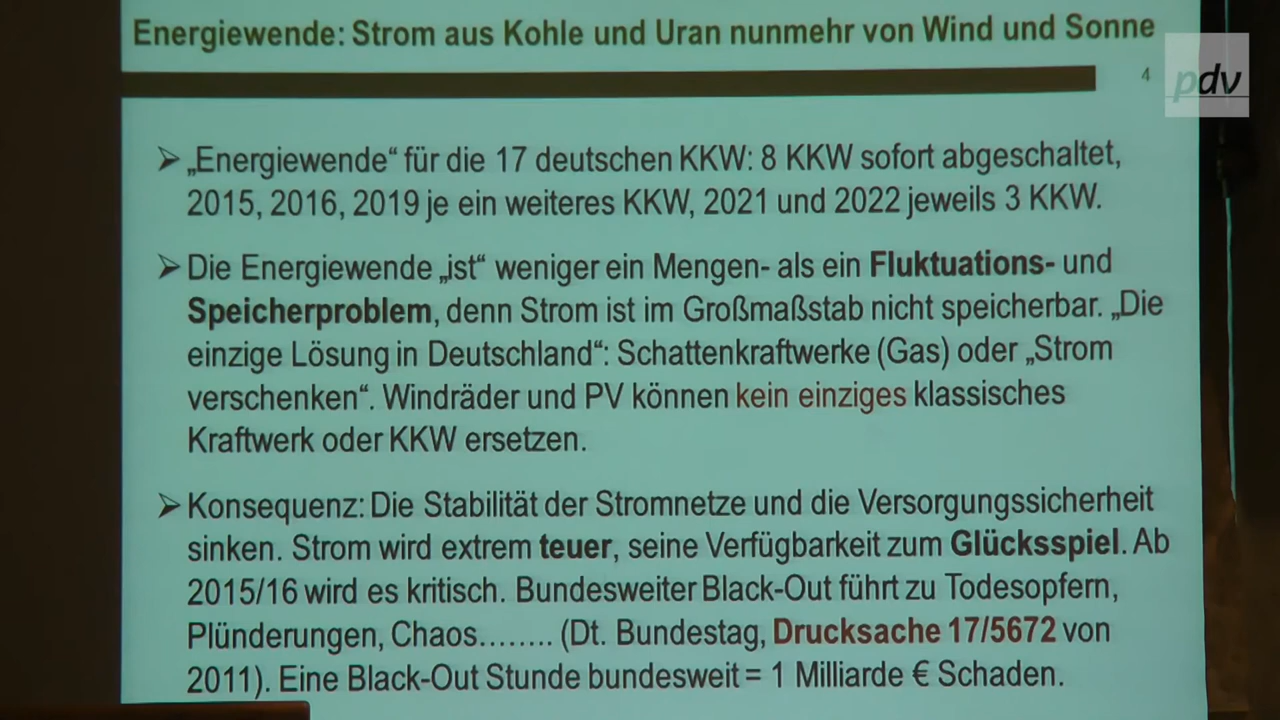 Energiewende: Strom aus Kohle und Uran nunmehr von Wind und Sonne
4
pdv
➢ „Energiewende“ für die 17 deutschen KKW: 8 KKW sofort abgeschaltet,
2015, 2016, 2019 je ein weiteres KKW, 2021 und 2022 jeweils 3 KKW.
➢ Die Energiewende „ist“ weniger ein Mengen- als ein Fluktuations- und
Speicherproblem, denn Strom ist im Großmaßstab nicht speicherbar. „Die
einzige Lösung in Deutschland“: Schattenkraftwerke (Gas) oder „Strom
verschenken“. Windräder und PV können kein einziges klassisches
Kraftwerk oder KKW ersetzen.
➢ Konsequenz: Die Stabilität der Stromnetze und die Versorgungssicherheit
sinken. Strom wird extrem teuer, seine Verfügbarkeit zum Glücksspiel. Ab
2015/16 wird es kritisch. Bundesweiter Black-Out führt zu Todesopfern,
Plünderungen, Chaos........ (Dt. Bundestag, Drucksache 17/5672 von
2011). Eine Black-Out Stunde bundesweit = 1 Milliarde € Schaden.